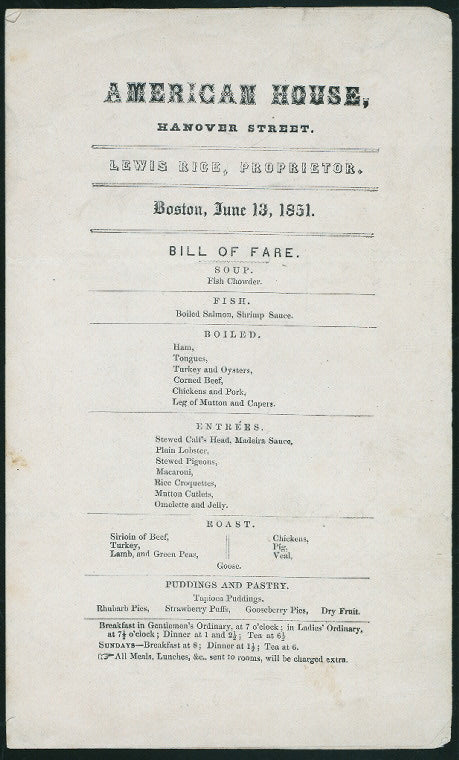 AMERICAN HOUSE,
HANOVER STREET.
LEWIS RICE, PROPRIETOR.
Boston, June 13, 1851.
BILL OF FARE.
SOUP.
Fish Chowder.
FISH.
Boiled Salmon, Shrimp Sauce.
BOILED.
Ham,
Tongues,
Turkey and Oysters,
Corned Beef,
Chickens and Pork,
Leg of Mutton and Capers.
ENTRÉES.
Stewed Calf's Head, Madeira Sauce,
Plain Lobster,
Stewed Pigeons,
Macaroni,
Rice Croquettes,
Mutton Cutlets,
Omelette and Jelly.
ROAST.
Sirloin of Beef,
Turkey,
Lamb, and Green Peas,
Chickens,
Pig,
Veal,
Goose.
PUDDINGS AND PASTRY.
Tapioca Puddings.
Rhubarb Pies, Strawberry Puffs, Gooseberry Pies, Dry Fruit.
Breakfast in Gentlemen's Ordinary, at 7 o'clock; in Ladies' Ordinary,
at 7½ o'clock; Dinner at 1 and 2½; Tea at 6½
SUNDAYS—Breakfast at 8; Dinner at 1½; Tea at 6.
☞All Meals, Lunches, &c., sent to rooms, will be charged extra.